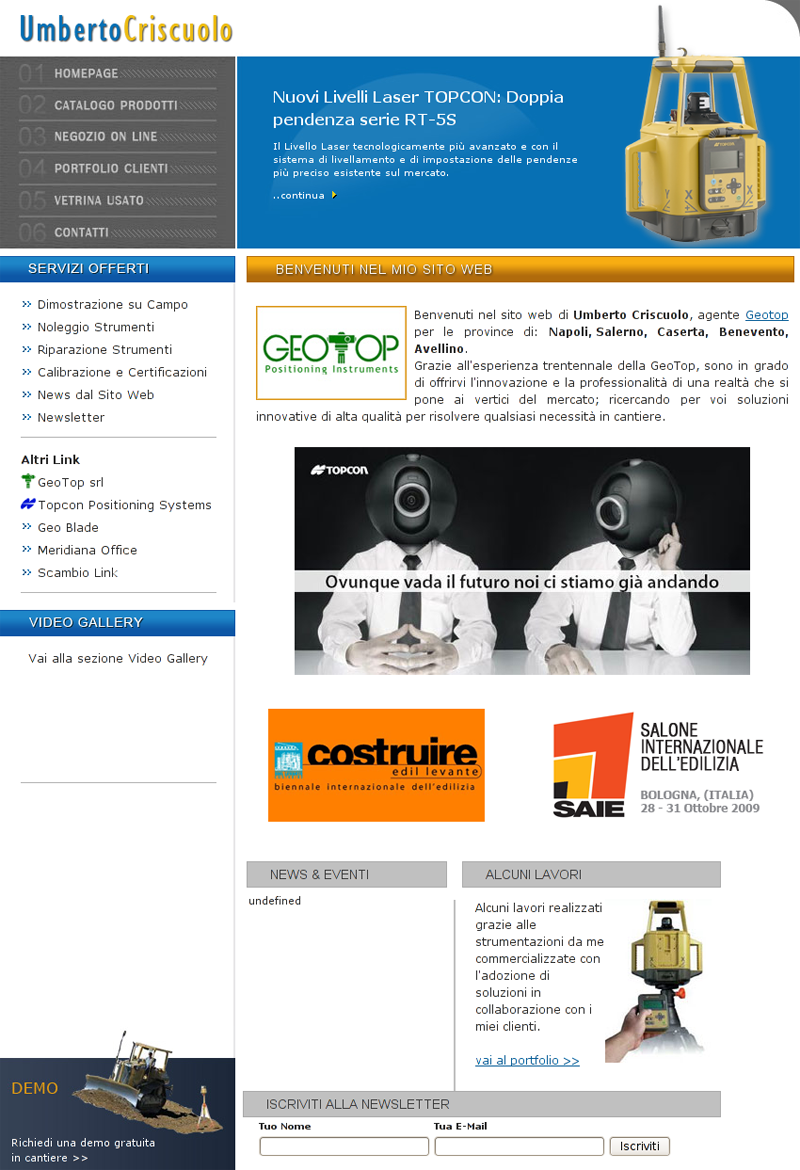 UmbertoCriscuolo
01 HOMEPAGE
02 CATALOGO PRODOTTI
03 NEGOZIO ON LINE
04 PORTFOLIO CLIENTI
05 VETRINA USATO
06 CONTATTI
Nuovi Livelli Laser TOPCON: Doppia
pendenza serie RT-5S
Il Livello Laser tecnologicamente più avanzato e con il
sistema di livellamento e di impostazione delle pendenze
più preciso esistente sul mercato.
..continua
TOPCON
SERVIZI OFFERTI
Dimostrazione su Campo
Noleggio Strumenti
Riparazione Strumenti
Calibrazione e Certificazioni
News dal Sito Web
Newsletter
Altri Link
GeoTop srl
Topcon Positioning Systems
Geo Blade
Meridiana Office
Scambio Link
VIDEO GALLERY
Vai alla sezione Video Gallery
DEMO
Richiedi una demo gratuita
in cantiere >>
BENVENUTI NEL MIO SITO WEB
GEOTOP
Positioning Instruments
Benvenuti nel sito web di Umberto Criscuolo, agente Geotop
per le province di: Napoli, Salerno, Caserta, Benevento,
Avellino.
Grazie all'esperienza trentennale della GeoTop, sono in grado
di offrirvi l'innovazione e la professionalità di una realtà che si
pone ai vertici del mercato; ricercando per voi soluzioni
innovative di alta qualità per risolvere qualsiasi necessità in cantiere.
TOPCON
Ovunque vada il futuro noi ci stiamo già andando
costruire
edil levante
biennale internazionale dell'edilizia
SAIE
SALONE
INTERNAZIONALE
DELL'EDILIZIA
BOLOGNA, (ITALIA)
28 - 31 Ottobre 2009
NEWS & EVENTI
undefined
ALCUNI LAVORI
Alcuni lavori realizzati
grazie alle
strumentazioni da me
commercializzate con
l'adozione di
soluzioni in
collaborazione con i
miei clienti.
vai al portfolio >>
ISCRIVITI ALLA NEWSLETTER
Tuo Nome
Tua E-Mail
Iscriviti